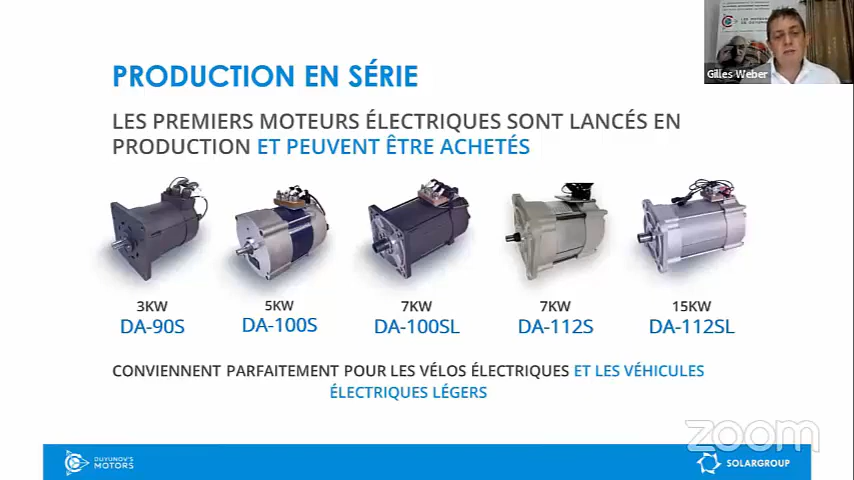 Gilles Weber
PRODUCTION EN SÉRIE
LES PREMIERS MOTEURS ÉLECTRIQUES SONT LANCÉS EN
PRODUCTION ET PEUVENT ÊTRE ACHETÉS
3KW
DA-90S
5KW
DA-100S
7KW
DA-100SL
7KW
DA-112S
15KW
DA-112SL
CONVIENNENT PARFAITEMENT POUR LES VÉLOS ÉLECTRIQUES ET LES VÉHICULES
ÉLECTRIQUES LÉGERS
zoom
DUYUNOV'S
MOTORS
SOLARGROUP